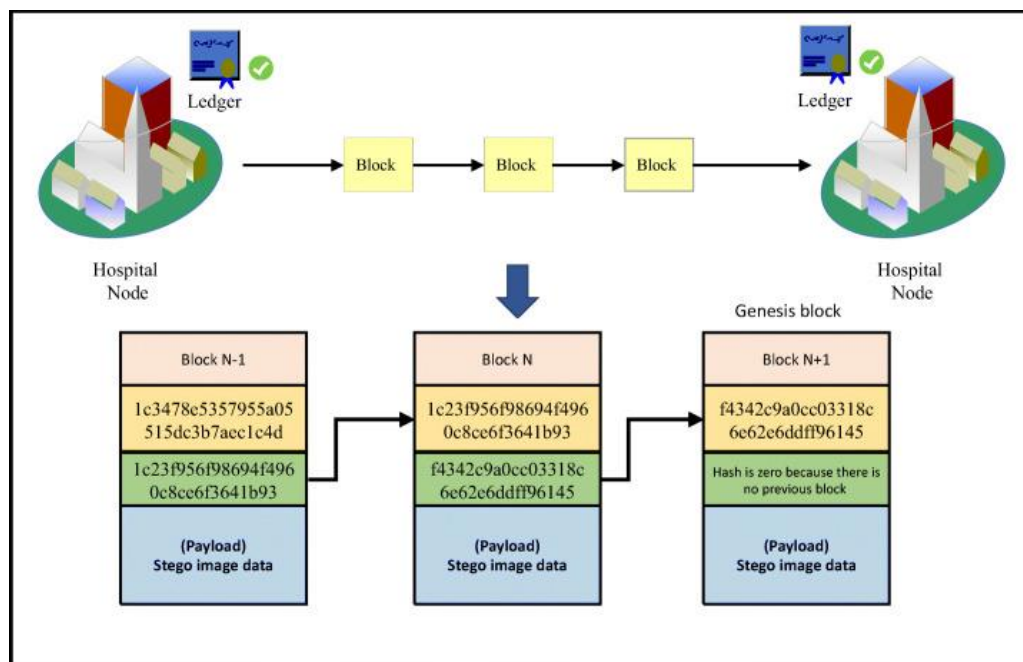 Ledger
Ledger
Block
Block
Block
Hospital
Node
Hospital
Node
Genesis block
Block N-1
1c3478e5357955a05
515dc3b7aec1c4d
1c23f956f98694f496
0c8ce6f3641b93
(Payload)
Stego image data
Block N
1c23f956f98694f496
0c8ce6f3641b93
f4342c9a0cc03318c
6e62e6ddff96145
(Payload)
Stego image data
Block N+1
f4342c9a0cc03318c
6e62e6ddff96145
Hash is zero because there is
no previous block
(Payload)
Stego image data